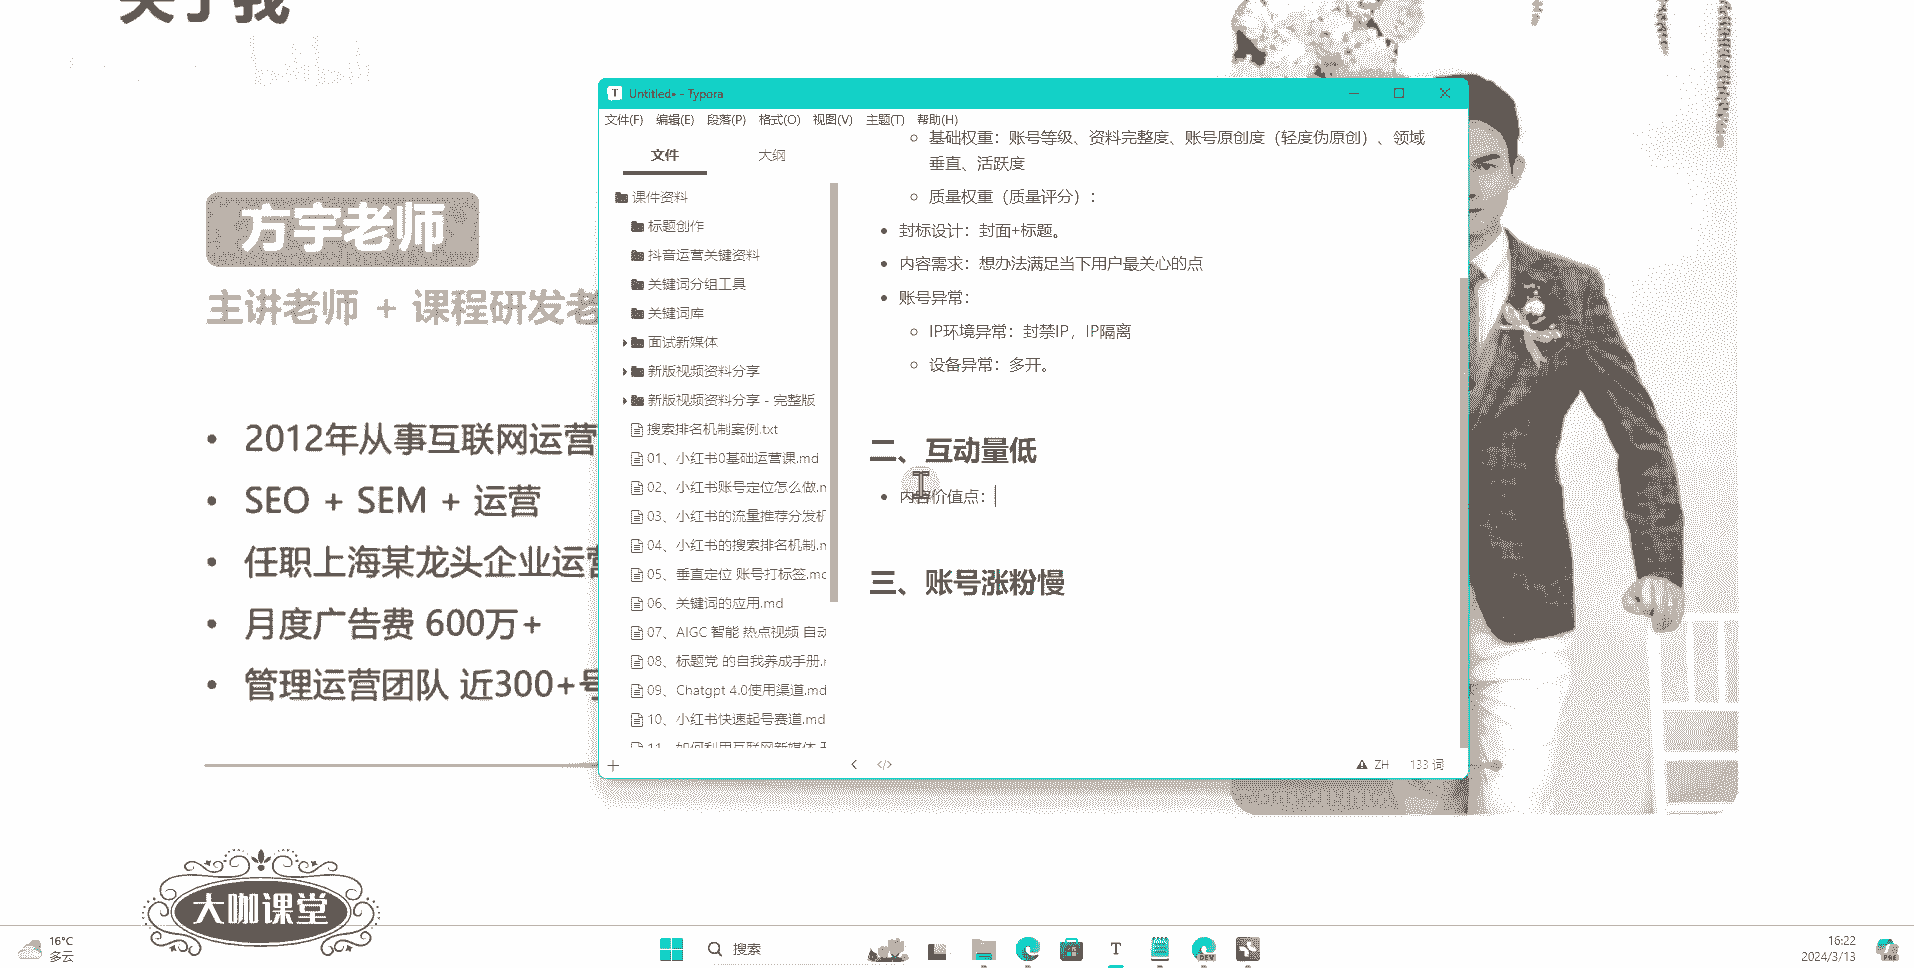 关于我
bilibili
方宇老师
主讲老师 + 课程研发老
• 2012年从事互联网运营
• SEO + SEM + 运营
• 任职上海某龙头企业运营
• 月度广告费 600万+
• 管理运营团队 近300+号
大咖课堂
Untitled• - Typora
文件(F) 编辑(E) 段落(P) 格式(O) 视图(V) 主题(T) 帮助(H)
文件 大纲
课件资料
标题创作
抖音运营关键资料
关键词分组工具
关键词库
面试新媒体
新版视频资料分享
新版视频资料分享 - 完整版
搜索排名机制案例.txt
01、小红书0基础运营课.md
02、小红书账号定位怎么做.m
03、小红书的流量推荐分发机
04、小红书的搜索排名机制.m
05、垂直定位 账号打标签.md
06、关键词的应用.md
07、AIGC 智能 热点视频 自动
08、标题党 的自我养成手册.
09、Chatgpt 4.0使用渠道.md
10、小红书快速起号赛道.md
11、如何利用互联网新媒体
基础权重：账号等级、资料完整度、账号原创度（轻度伪原创）、领域
垂直、活跃度
质量权重（质量评分）：
• 封标设计：封面+标题。
• 内容需求：想办法满足当下用户最关心的点
• 账号异常：
IP环境异常：封禁IP，IP隔离
设备异常：多开。
二、互动量低
• 内容价值点：
三、账号涨粉慢
ZH 133 词
16°C
多云
搜索
16:22
2024/3/13